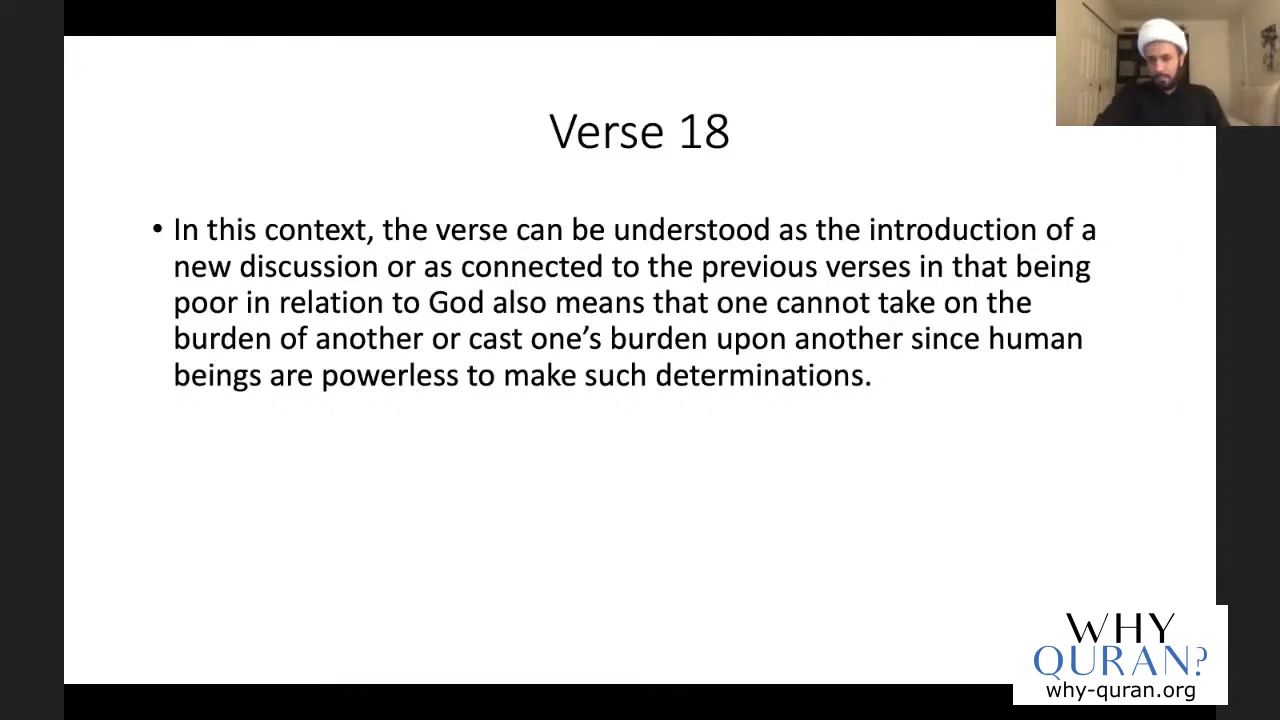 Verse 18
• In this context, the verse can be understood as the introduction of a
new discussion or as connected to the previous verses in that being
poor in relation to God also means that one cannot take on the
burden of another or cast one’s burden upon another since human
beings are powerless to make such determinations.
WHY
QURAN?
why-quran.org